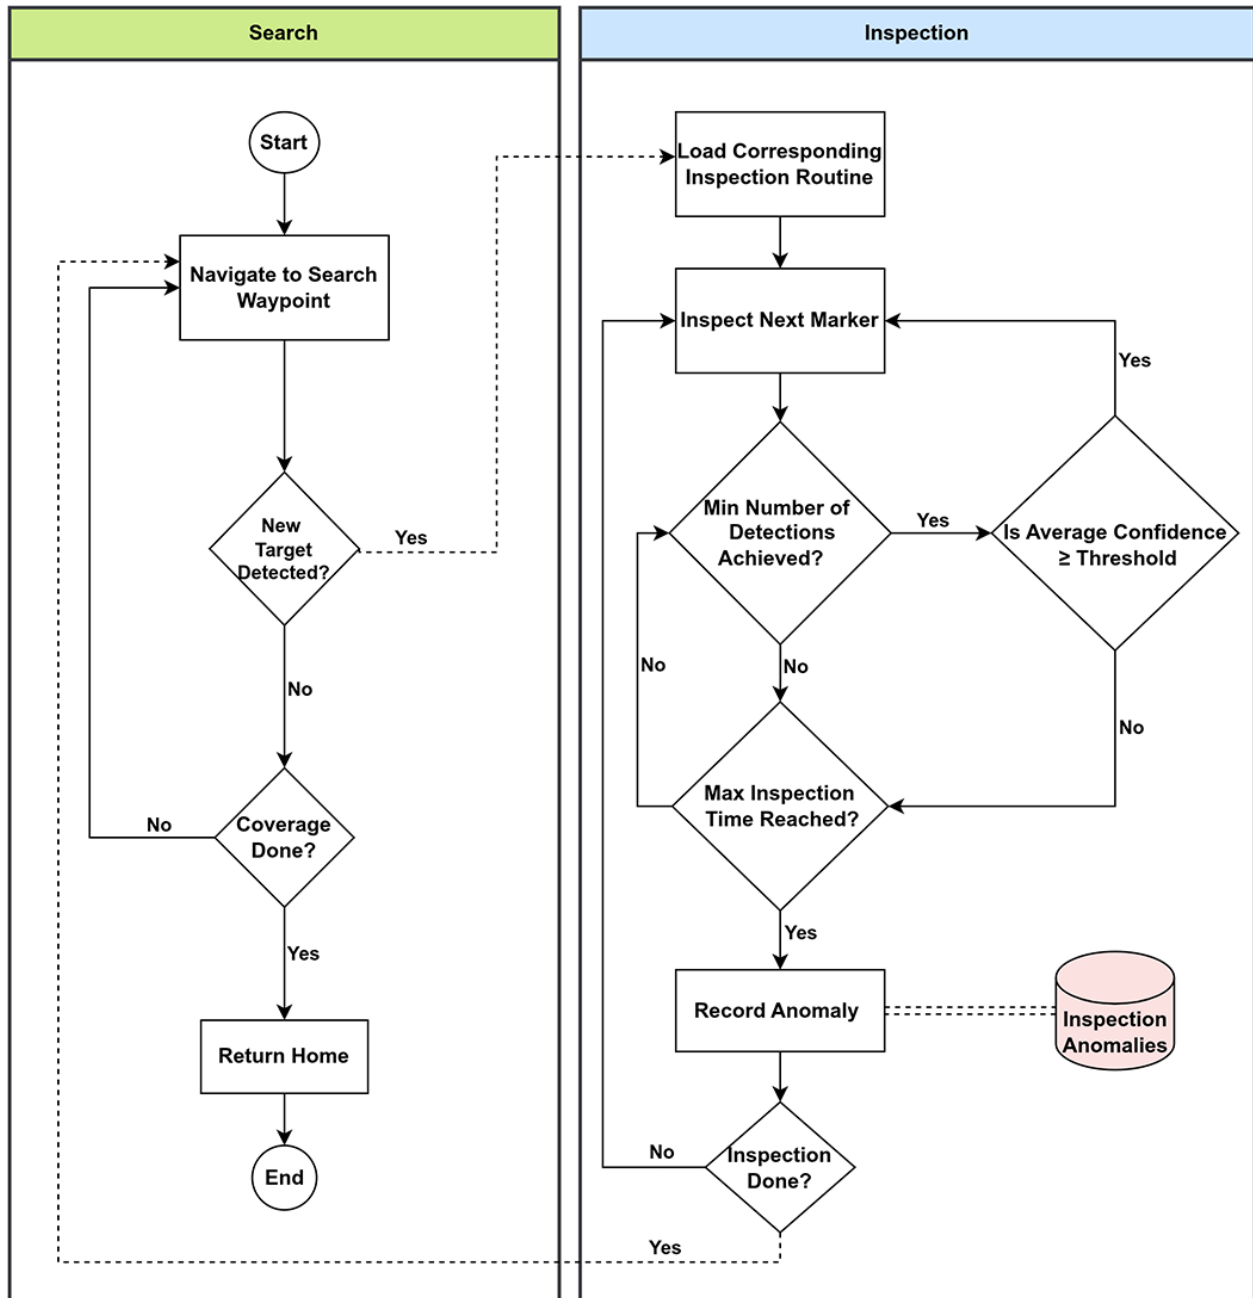 Search
Start
Navigate to Search
Waypoint
New
Target
Detected?
Yes
No
Coverage
Done?
No
Yes
Return Home
End
Inspection
Load Corresponding
Inspection Routine
Inspect Next Marker
Yes
Min Number of
Detections
Achieved?
Yes
Is Average Confidence
≥ Threshold
No
No
No
Max Inspection
Time Reached?
Yes
Record Anomaly
Inspection
Anomalies
Inspection
Done?
No
Yes